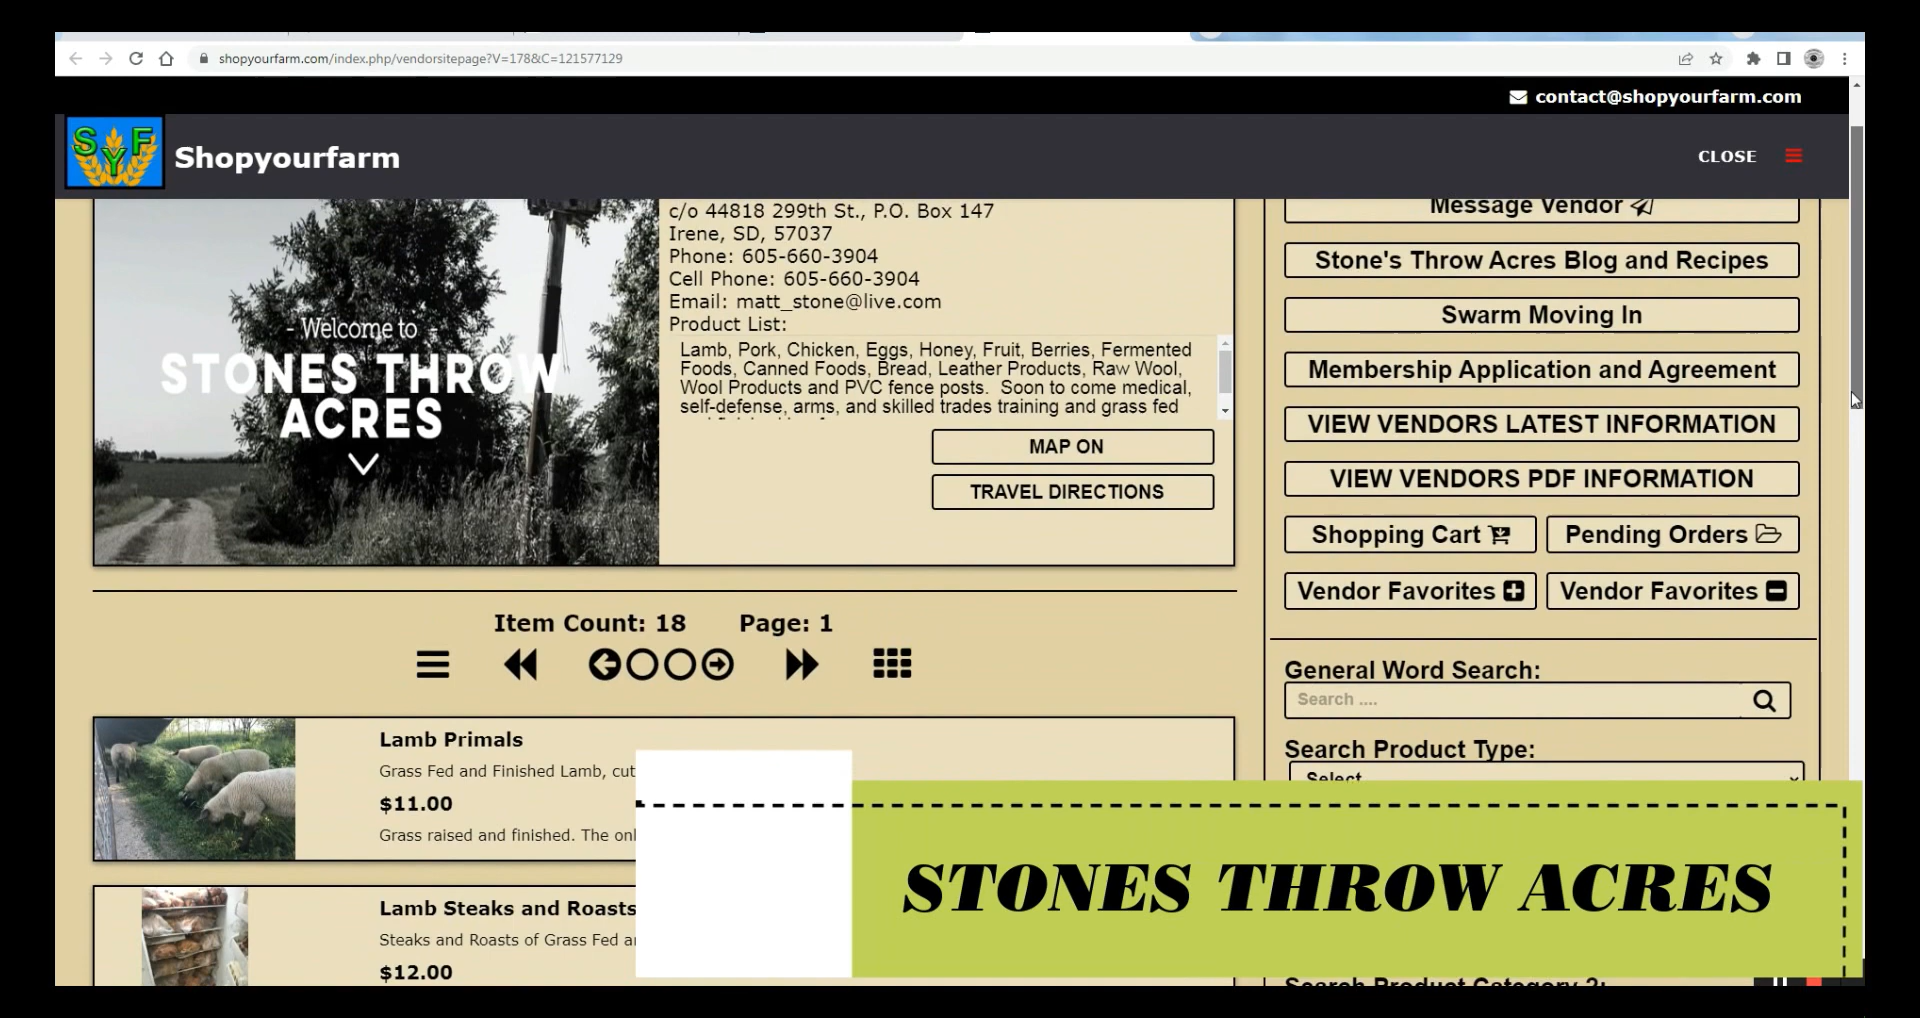 shopyourfarm.com/index.php/vendorsitepage?V=178&C=121577129
contact@shopyourfarm.com
SYF
Shopyourfarm
CLOSE
- Welcome to -
STONES THROW
ACRES
c/o 44818 299th St., P.O. Box 147
Irene, SD, 57037
Phone: 605-660-3904
Cell Phone: 605-660-3904
Email: matt_stone@live.com
Product List:
Lamb, Pork, Chicken, Eggs, Honey, Fruit, Berries, Fermented
Foods, Canned Foods, Bread, Leather Products, Raw Wool,
Wool Products and PVC fence posts. Soon to come medical,
self-defense, arms, and skilled trades training and grass fed
MAP ON
TRAVEL DIRECTIONS
Message Vendor
Stone's Throw Acres Blog and Recipes
Swarm Moving In
Membership Application and Agreement
VIEW VENDORS LATEST INFORMATION
VIEW VENDORS PDF INFORMATION
Shopping Cart
Pending Orders
Vendor Favorites
Vendor Favorites
Item Count: 18 Page: 1
General Word Search:
Search ....
Search Product Type:
Select
Lamb Primals
Grass Fed and Finished Lamb, cut
$11.00
Grass raised and finished. The
Lamb Steaks and Roasts
Steaks and Roasts of Grass Fed
$12.00
STONES THROW ACRES
Search Product Category 2: